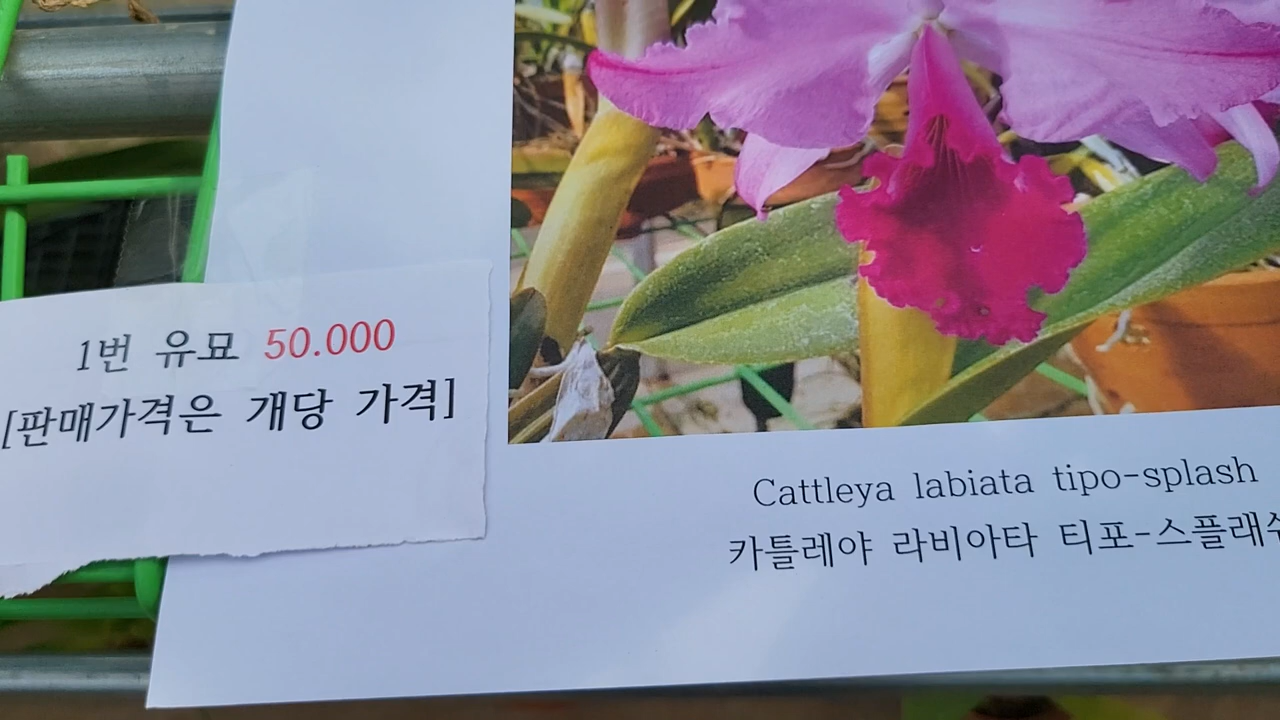 1번 유묘 50.000
[판매가격은 개당 가격]
Cattleya labiata tipo-splash
카틀레야 라비아타 티포-스플래쉬